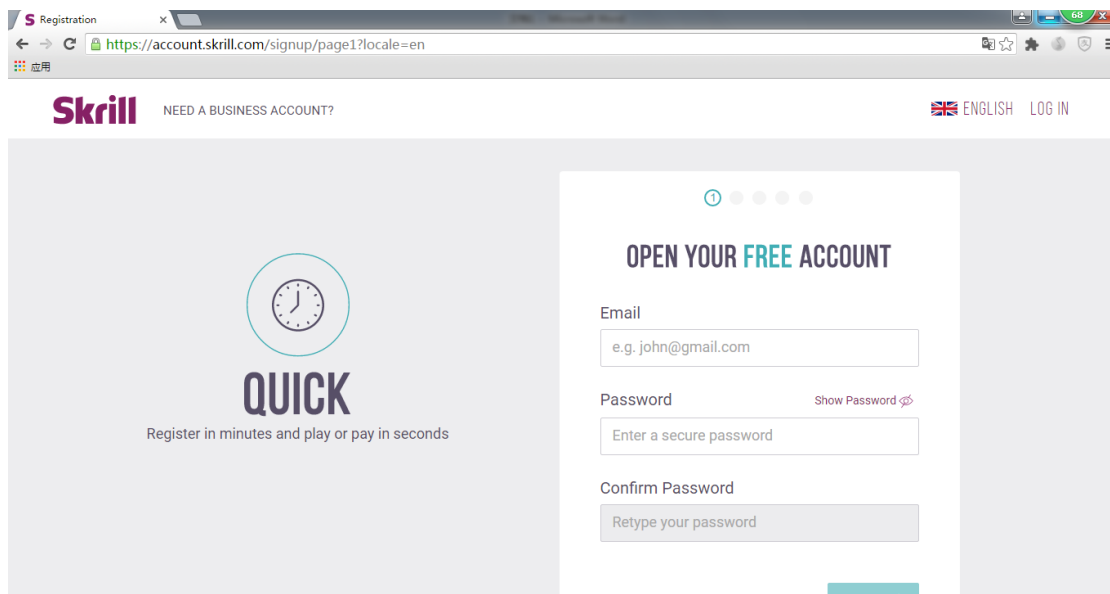 S Registration
68
https://account.skrill.com/signup/page1?locale=en
应用
Skrill NEED A BUSINESS ACCOUNT? ENGLISH LOG IN
1
OPEN YOUR FREE ACCOUNT
Email
e.g. john@gmail.com
Password Show Password
Enter a secure password
Confirm Password
Retype your password
QUICK
Register in minutes and play or pay in seconds